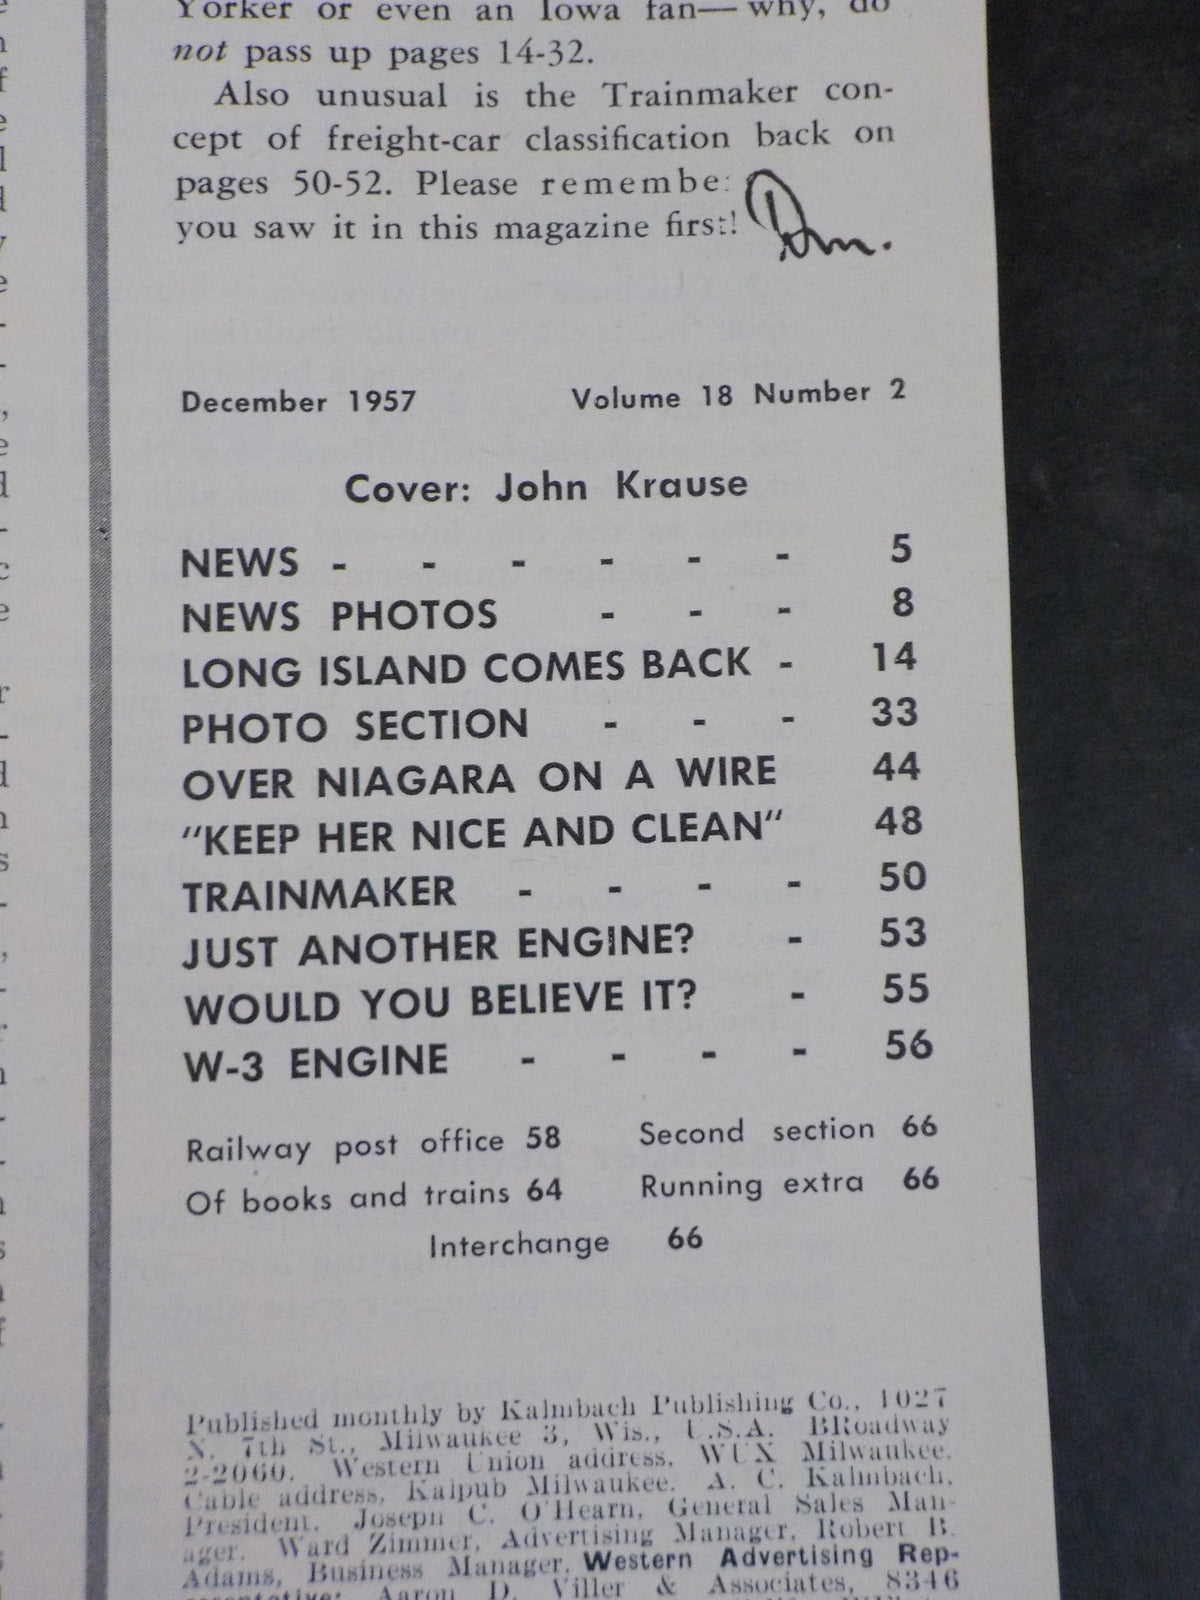 Yorker or even an Iowa fan— why, do
not pass up pages 14-32.
Also unusual is the Trainmaker con-
cept of freight-car classification back on
pages 50-52. Please remembe
you saw it in this magazine first!
December 1957 Volume 18 Number 2
Cover: John Krause
NEWS - - - - - - 5
NEWS PHOTOS - - - 8
LONG ISLAND COMES BACK - 14
PHOTO SECTION - - - 33
OVER NIAGARA ON A WIRE 44
"KEEP HER NICE AND CLEAN" 48
TRAINMAKER - - - - 50
JUST ANOTHER ENGINE? - 53
WOULD YOU BELIEVE IT? - 55
W-3 ENGINE - - - - 56
Railway post office 58 Second section 66
Of books and trains 64 Running extra 66
Interchange 66
Published monthly by Kalmbach Publishing Co., 1027
N. 7th St., Milwaukee 3, Wis., U.S.A. BRoadway
2-2060. Western Union address, WUX Milwaukee.
Cable address, Kalpub Milwaukee. A. C. Kalmbach,
President. Joseph C. O'Hearn, General Sales Man-
ager. Ward Zimmer, Advertising Manager, Robert B.
Adams, Business Manager. Western Advertising Rep-
resentative: Aaron D. Viller & Associates, 8346